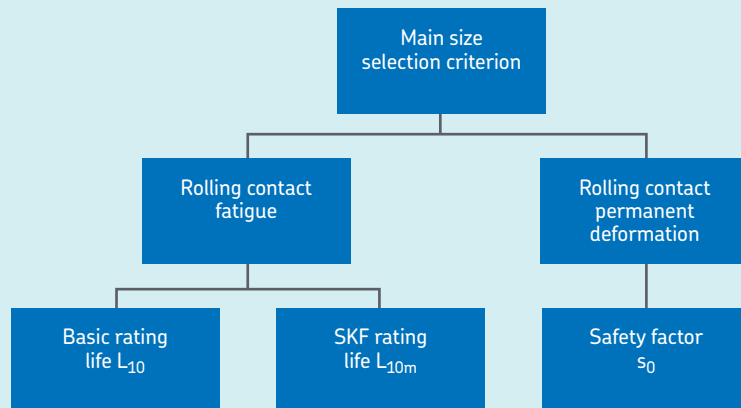 Main size
selection criterion
Rolling contact
fatigue
Rolling contact
permanent
deformation
Basic rating
life L₁₀
SKF rating
life L₁₀ₘ
Safety factor
s₀